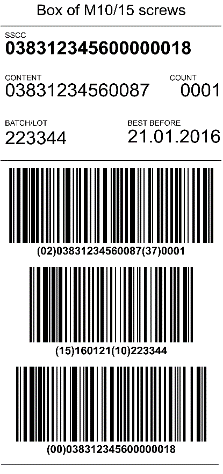 Box of M10/15 screws
SSCC
038312345600000018
CONTENT COUNT
03831234560087 0001
BATCH/LOT BEST BEFORE
223344 21.01.2016
(02)03831234560087(37)0001
(15)160121(10)223344
(00)038312345600000018